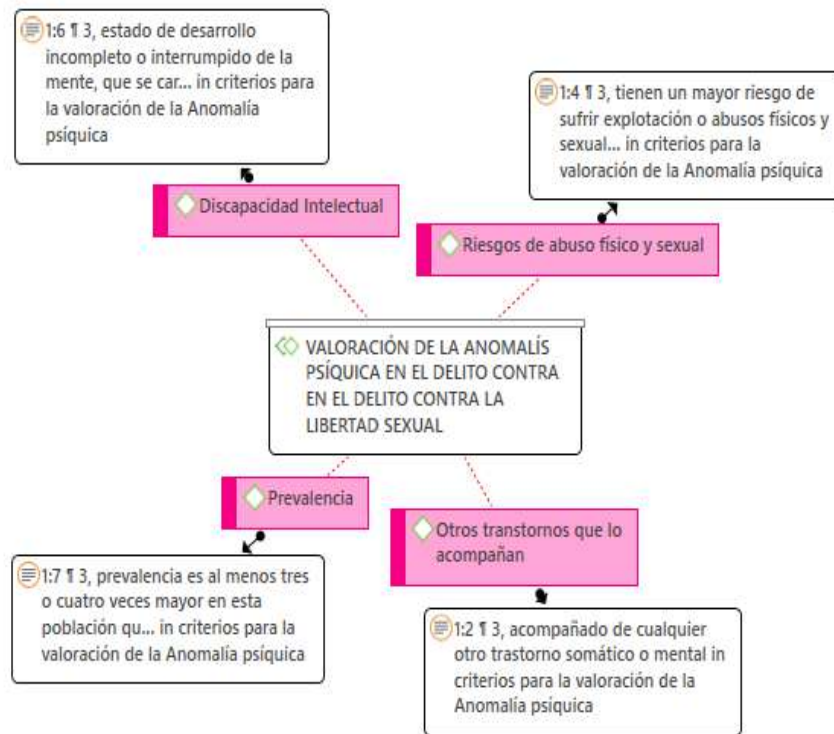 1:6 ¶ 3, estado de desarrollo
incompleto o interrumpido de la
mente, que se car... in criterios para
la valoración de la Anomalía
psíquica
1:4 ¶ 3, tienen un mayor riesgo de
sufrir explotación o abusos físicos y
sexual... in criterios para la
valoración de la Anomalía psíquica
Discapacidad Intelectual
Riesgos de abuso físico y sexual
VALORACIÓN DE LA ANOMALÍS
PSÍQUICA EN EL DELITO CONTRA
EN EL DELITO CONTRA LA
LIBERTAD SEXUAL
Prevalencia
Otros transtornos que lo
acompañan
1:7 ¶ 3, prevalencia es al menos tres
o cuatro veces mayor en esta
población qu... in criterios para la
valoración de la Anomalía psíquica
1:2 ¶ 3, acompañado de cualquier
otro trastorno somático o mental in
criterios para la valoración de la
Anomalía psíquica